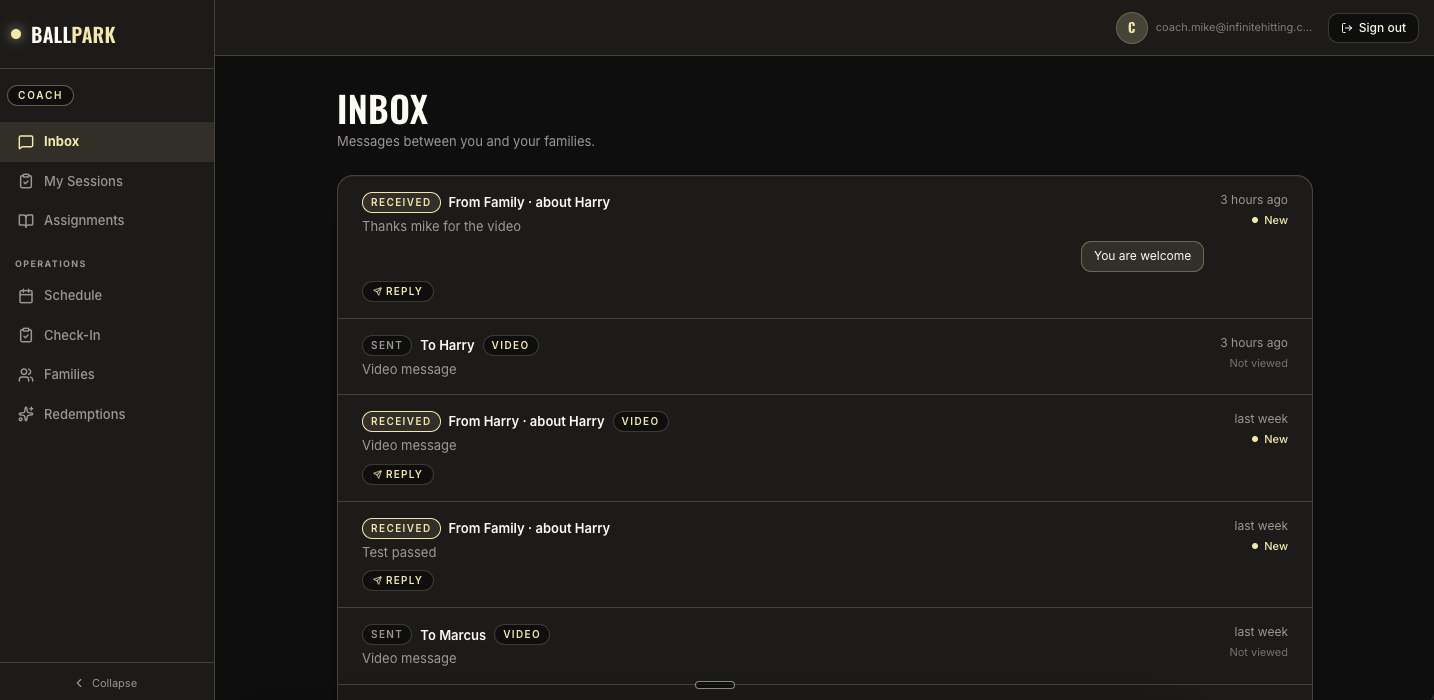 BALLPARK
C
coach.mike@infinitehitting.c...
Sign out
COACH
Inbox
My Sessions
Assignments
OPERATIONS
Schedule
Check-In
Families
Redemptions
Collapse
INBOX
Messages between you and your families.
RECEIVED From Family · about Harry 3 hours ago
Thanks mike for the video New
You are welcome
REPLY
SENT To Harry VIDEO 3 hours ago
Video message Not viewed
RECEIVED From Harry · about Harry VIDEO last week
Video message New
REPLY
RECEIVED From Family · about Harry last week
Test passed New
REPLY
SENT To Marcus VIDEO last week
Video message Not viewed